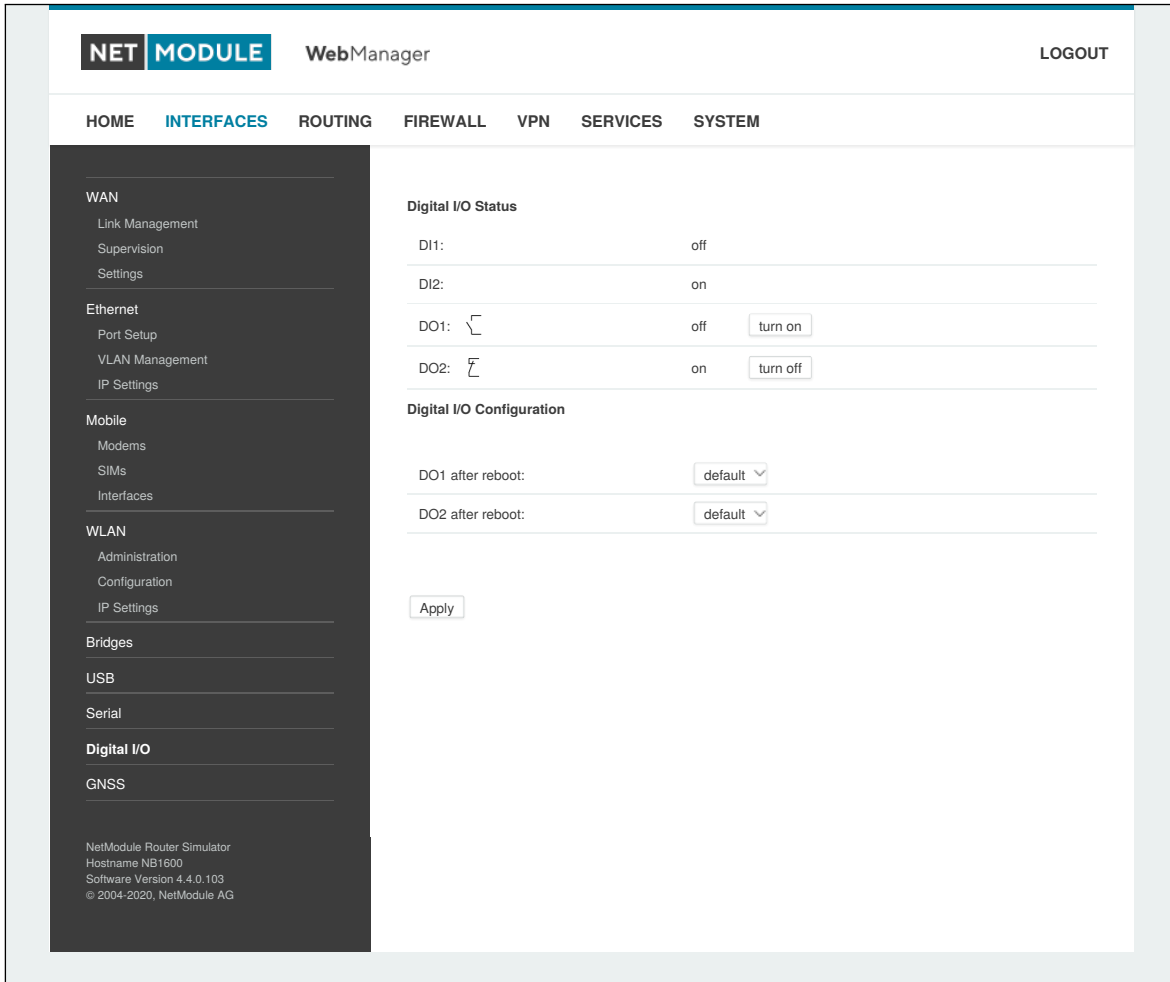 NET MODULE WebManager LOGOUT
HOME INTERFACES ROUTING FIREWALL VPN SERVICES SYSTEM
WAN
Link Management
Supervision
Settings
Ethernet
Port Setup
VLAN Management
IP Settings
Mobile
Modems
SIMs
Interfaces
WLAN
Administration
Configuration
IP Settings
Bridges
USB
Serial
Digital I/O
GNSS
NetModule Router Simulator
Hostname NB1600
Software Version 4.4.0.103
© 2004-2020, NetModule AG
Digital I/O Status
DI1: off
DI2: on
DO1: off turn on
DO2: on turn off
Digital I/O Configuration
DO1 after reboot: default
DO2 after reboot: default
Apply